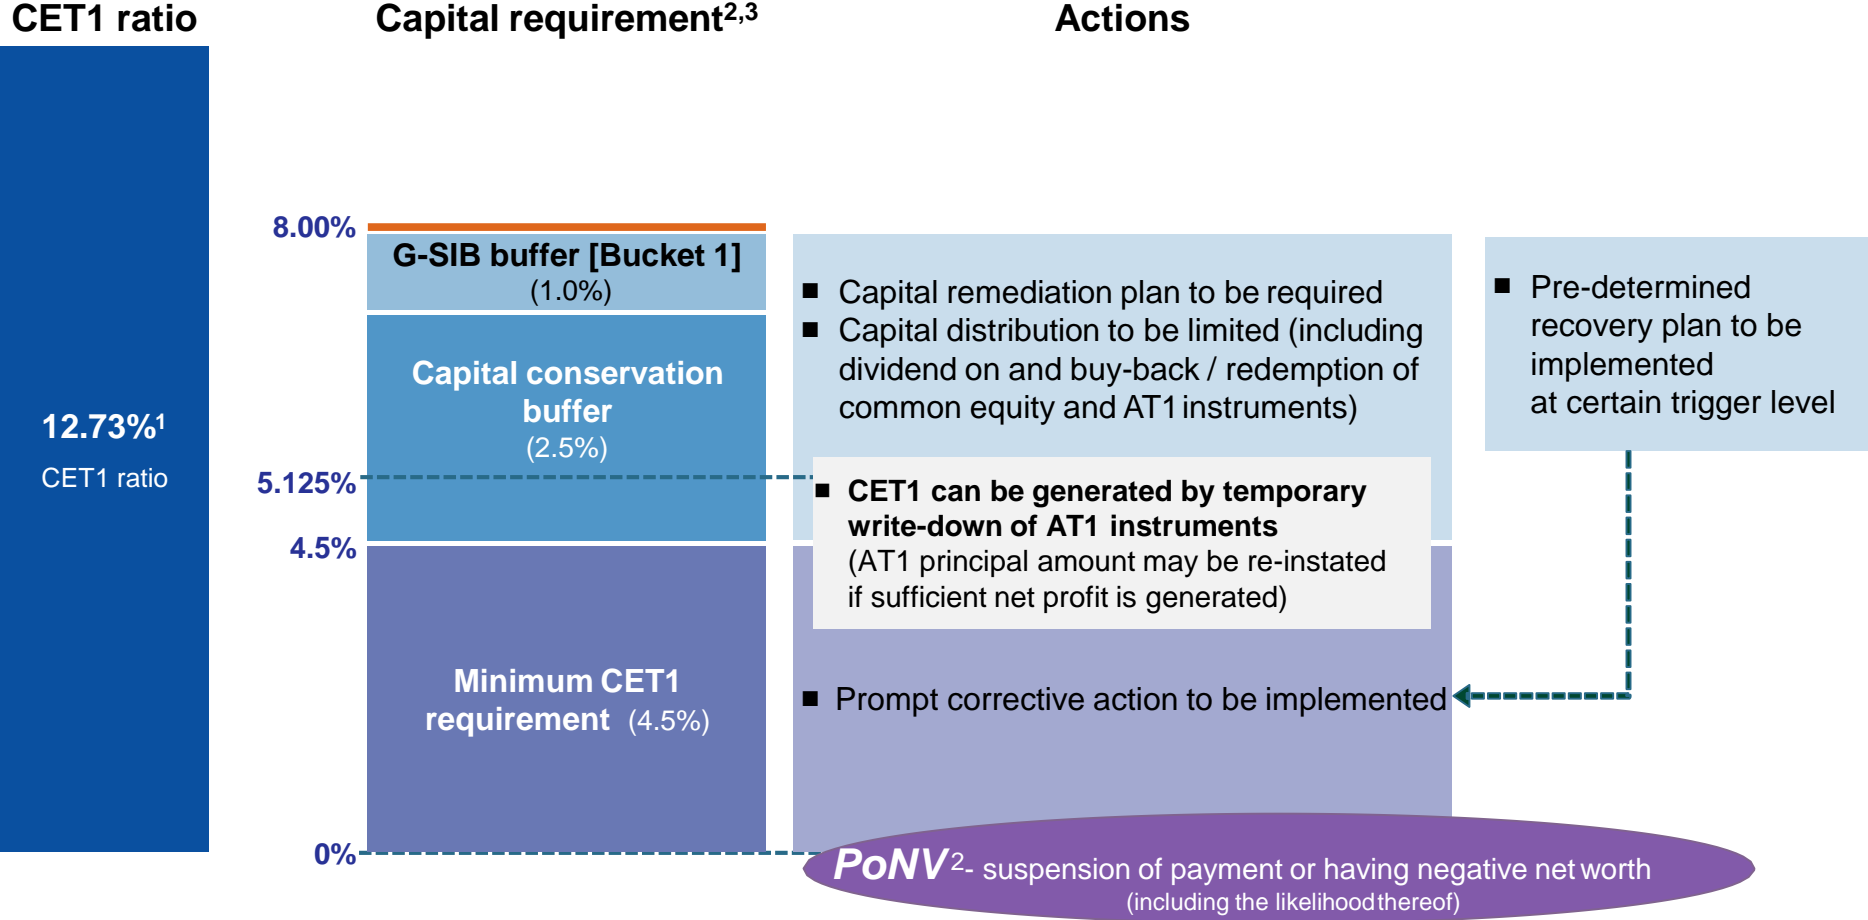 CET1 ratio
Capital requirement2,3
Actions
12.73%1
CET1 ratio
8.00%
5.125%
4.5%
0%
G-SIB buffer [Bucket 1]
(1.0%)
Capital conservation
buffer
(2.5%)
Minimum CET1
requirement (4.5%)
■ Capital remediation plan to be required
■ Capital distribution to be limited (including
dividend on and buy-back / redemption of
common equity and AT1 instruments)
■ CET1 can be generated by temporary
write-down of AT1 instruments
(AT1 principal amount may be re-instated
if sufficient net profit is generated)
■ Prompt corrective action to be implemented
■ Pre-determined
recovery plan to be
implemented
at certain trigger level
PoNV2- suspension of payment or having negative net worth
(including the likelihood thereof)